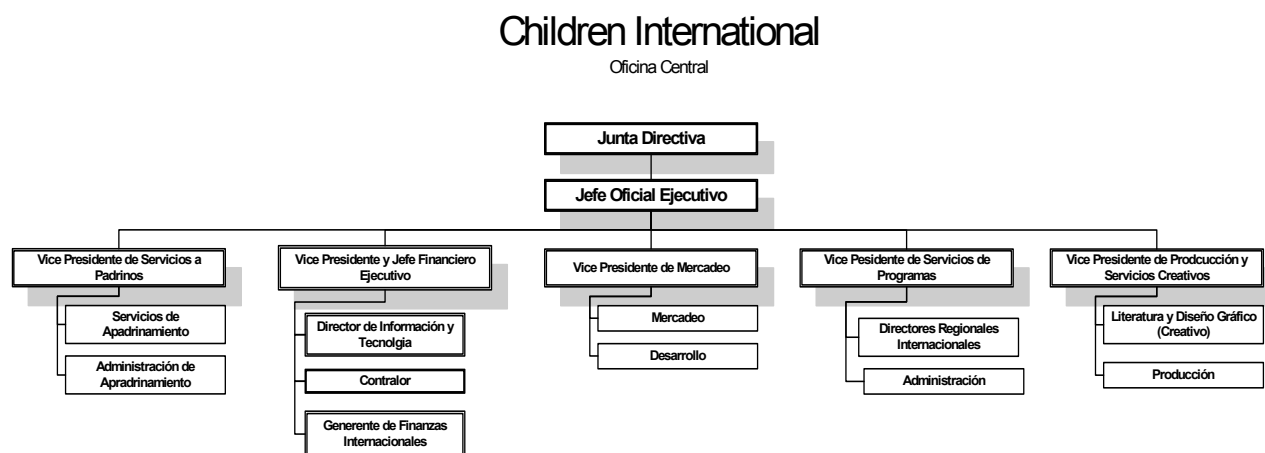 Children International
Oficina Central
Junta Directiva
Jefe Oficial Ejecutivo
Vice Presidente de Servicios a
Padrinos
Vice Presidente y Jefe Financiero
Ejecutivo
Vice Presidente de Mercadeo
Vice Pesidente de Servicios de
Programas
Vice Presidente de Prodcucción y
Servicios Creativos
Servicios de
Apadrinamiento
Administración de
Apradrinamiento
Director de Información y
Tecnolgia
Contralor
Generente de Finanzas
Internacionales
Mercadeo
Desarrollo
Directores Regionales
Internacionales
Administración
Literatura y Diseño Gráfico
(Creativo)
Producción